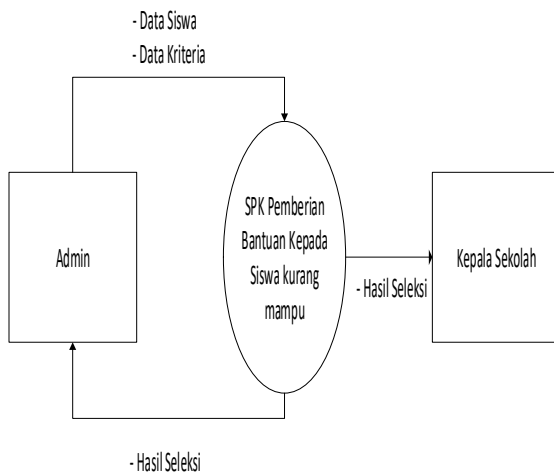 - Data Siswa
- Data Kriteria
Admin
SPK Pemberian
Bantuan Kepada
Siswa kurang
mampu
Kepala Sekolah
- Hasil Seleksi
- Hasil Seleksi